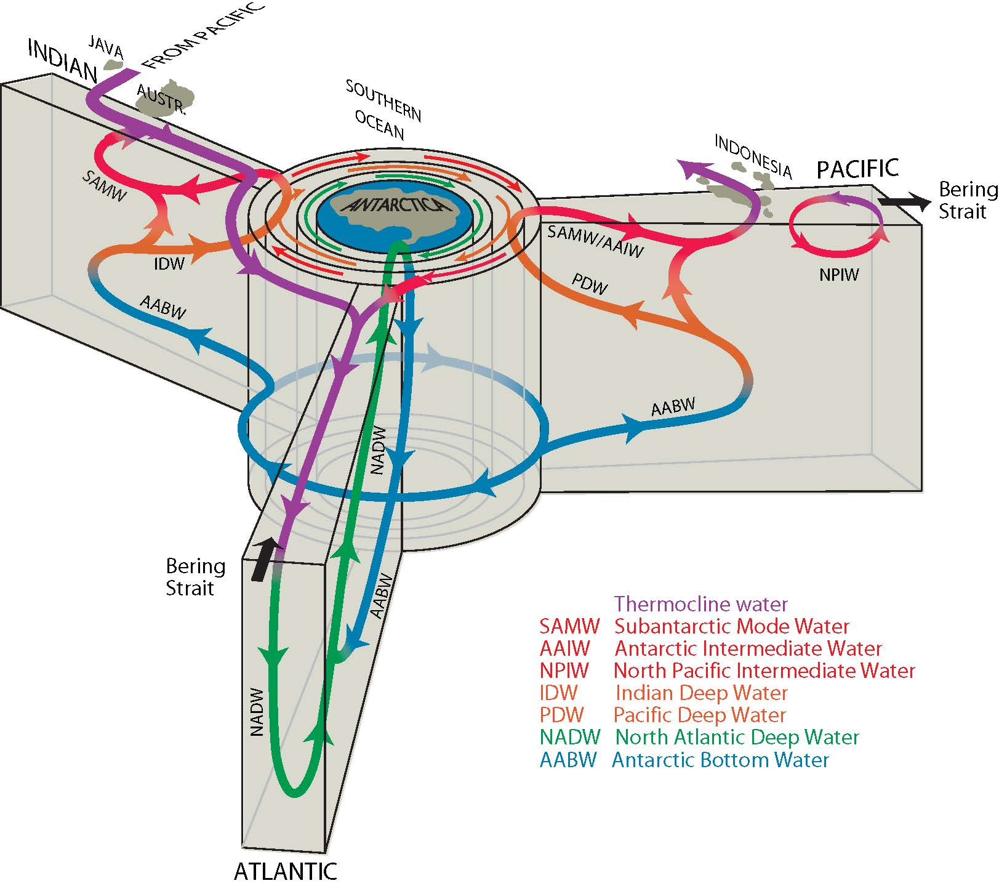 FROM PACIFIC
JAVA
INDIAN
AUSTR.
SOUTHERN
OCEAN
INDONESIA
PACIFIC
Bering
Strait
ANTARCTICA
SAMW
SAMW/AAIW
NPIW
IDW
PDW
AABW
AABW
NADW
Bering
Strait
AABW
NADW
ATLANTIC
Thermocline water
SAMW Subantarctic Mode Water
AAIW Antarctic Intermediate Water
NPIW North Pacific Intermediate Water
IDW Indian Deep Water
PDW Pacific Deep Water
NADW North Atlantic Deep Water
AABW Antarctic Bottom Water